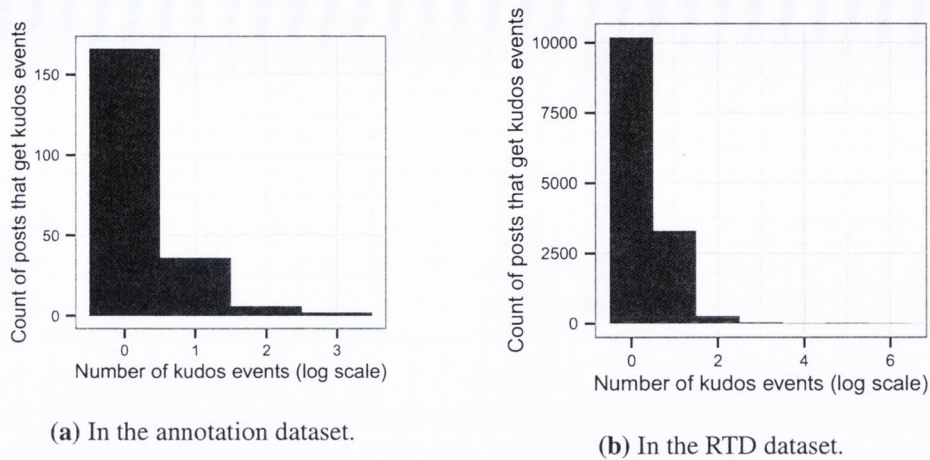 Count of posts that get kudos events
150
100
50
0
0 1 2 3
Number of kudos events (log scale)
(a) In the annotation dataset.
Count of posts that get kudos events
10000
7500
5000
2500
0
0 2 4 6
Number of kudos events (log scale)
(b) In the RTD dataset.